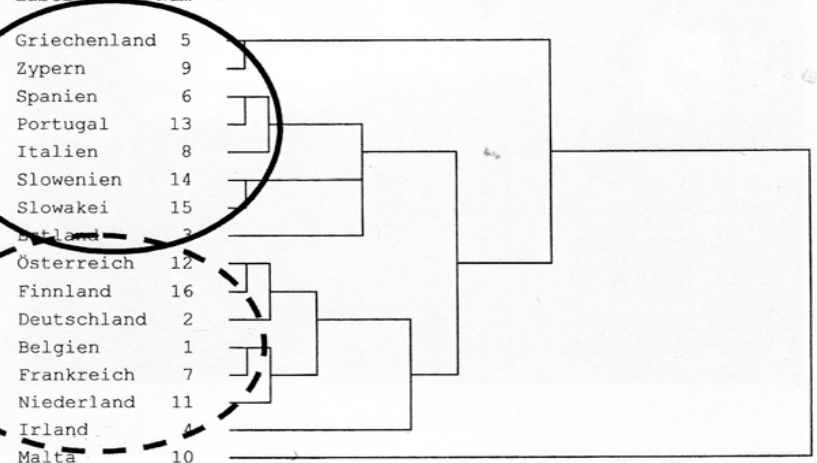 Griechenland 5
Zypern 9
Spanien 6
Portugal 13
Italien 8
Slowenien 14
Slowakei 15
Estland 3
Österreich 12
Finnland 16
Deutschland 2
Belgien 1
Frankreich 7
Niederland 11
Irland 4
Malta 10